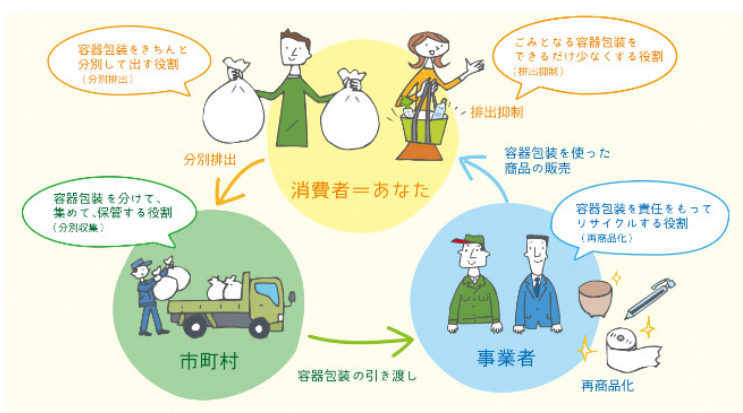 容器包装をきちんと
分別して出す役割
(分別排出)
ごみとなる容器包装を
できるだけ少なくする役割
(排出抑制)
排出抑制
分別排出
消費者＝あなた
容器包装を使った
商品の販売
容器包装を分けて、
集めて、保管する役割
(分別収集)
容器包装を責任をもって
リサイクルする役割
(再商品化)
市町村
事業者
容器包装の引き渡し
再商品化